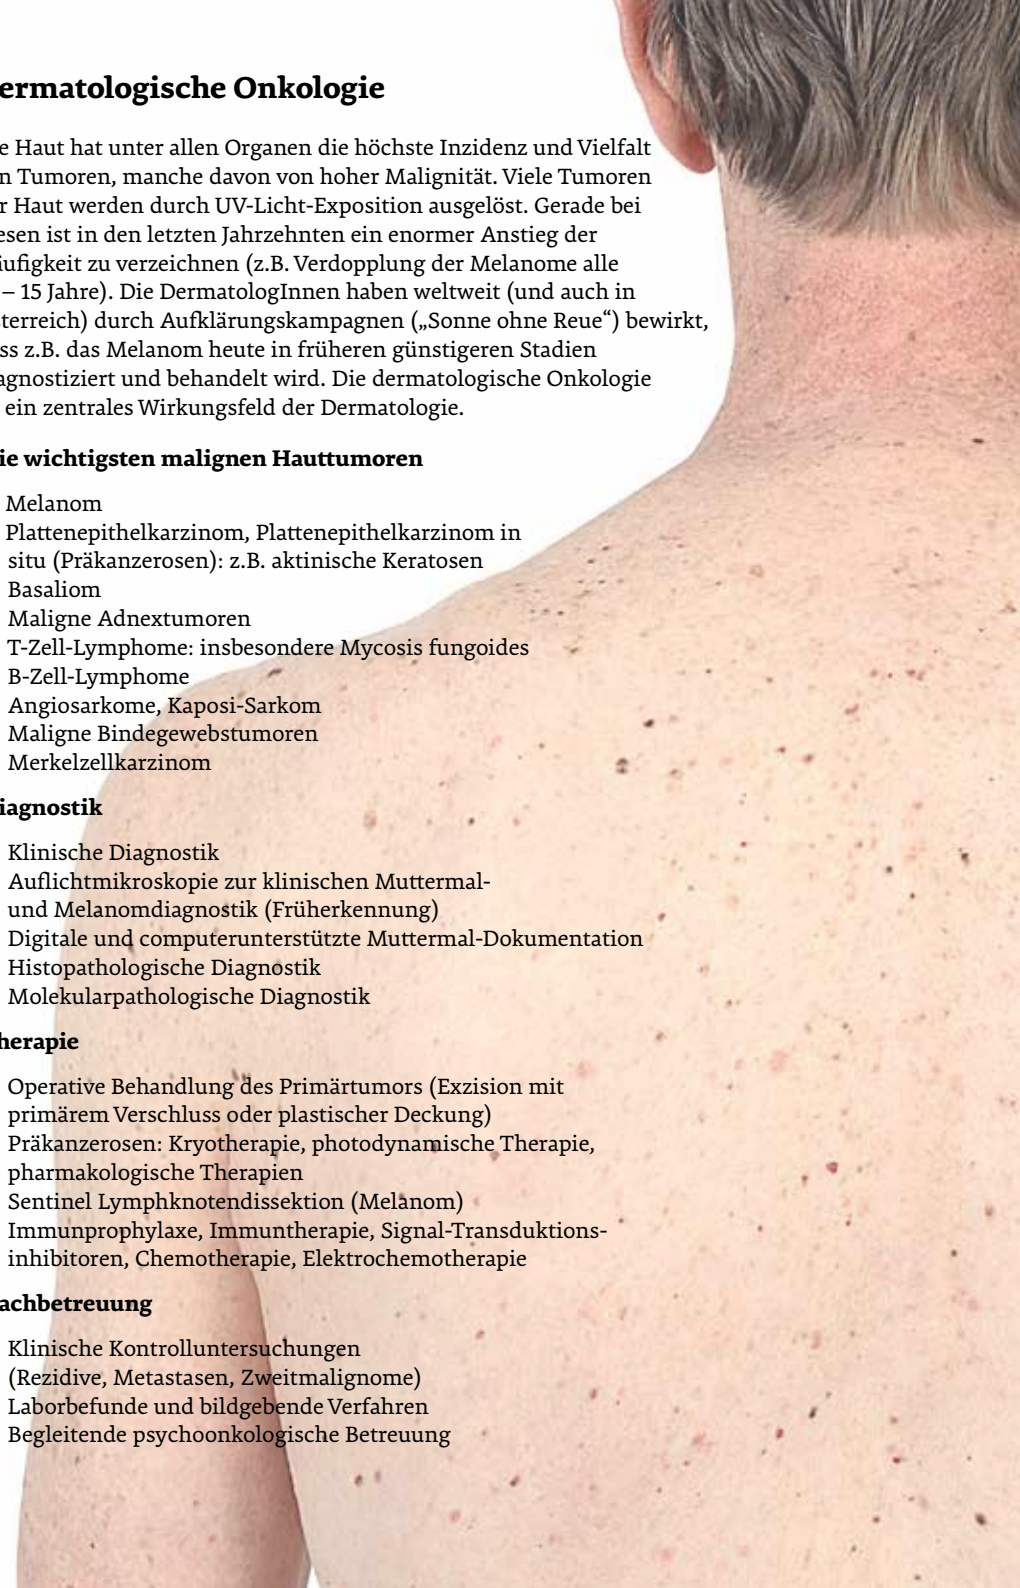 ermatologische Onkologie
e Haut hat unter allen Organen die höchste Inzidenz und Vielfalt
n Tumoren, manche davon von hoher Malignität. Viele Tumoren
r Haut werden durch UV-Licht-Exposition ausgelöst. Gerade bei
esen ist in den letzten Jahrzehnten ein enormer Anstieg der
äufigkeit zu verzeichnen (z.B. Verdopplung der Melanome alle
– 15 Jahre). Die DermatologInnen haben weltweit (und auch in
sterreich) durch Aufklärungskampagnen („Sonne ohne Reue“) bewirkt,
ss z.B. das Melanom heute in früheren günstigeren Stadien
agnostiziert und behandelt wird. Die dermatologische Onkologie
ein zentrales Wirkungsfeld der Dermatologie.
ie wichtigsten malignen Hauttumoren
Melanom
Plattenepithelkarzinom, Plattenepithelkarzinom in
situ (Präkanzerosen): z.B. aktinische Keratosen
Basaliom
Maligne Adnextumoren
T-Zell-Lymphome: insbesondere Mycosis fungoides
B-Zell-Lymphome
Angiosarkome, Kaposi-Sarkom
Maligne Bindegewebstumoren
Merkelzellkarzinom
iagnostik
Klinische Diagnostik
Auflichtmikroskopie zur klinischen Muttermal-
und Melanomdiagnostik (Früherkennung)
Digitale und computerunterstützte Muttermal-Dokumentation
Histopathologische Diagnostik
Molekularpathologische Diagnostik
herapie
Operative Behandlung des Primärtumors (Exzision mit
primärem Verschluss oder plastischer Deckung)
Präkanzerosen: Kryotherapie, photodynamische Therapie,
pharmakologische Therapien
Sentinel Lymphknotendissektion (Melanom)
Immunprophylaxe, Immuntherapie, Signal-Transduktions-
inhibitoren, Chemotherapie, Elektrochemotherapie
achbetreuung
Klinische Kontrolluntersuchungen
(Rezidive, Metastasen, Zweitmalignome)
Laborbefunde und bildgebende Verfahren
Begleitende psychoonkologische Betreuung